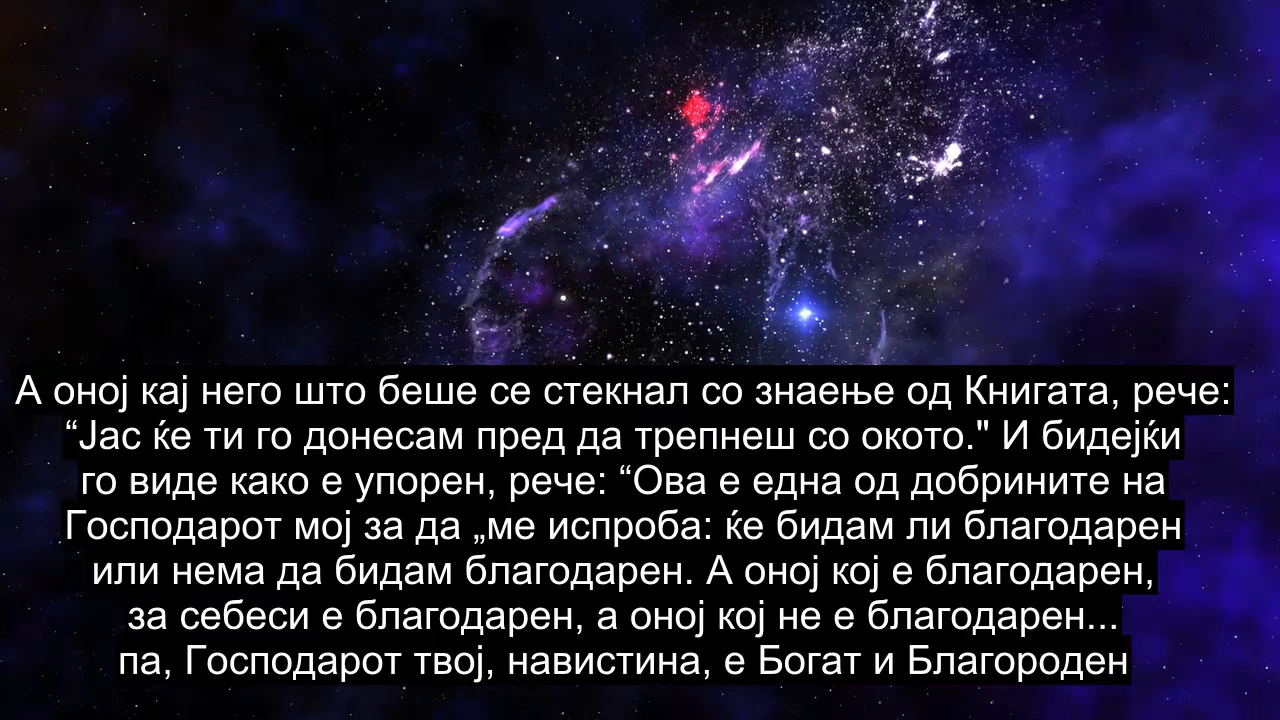 А оној кај него што беше се стекнал со знаење од Книгата, рече:
“Јас ќе ти го донесам пред да трепнеш со окото." И бидејќи
го виде како е упорен, рече: “Ова е една од добрините на
Господарот мој за да „ме испроба: ќе бидам ли благодарен
или нема да бидам благодарен. А оној кој е благодарен,
за себеси е благодарен, а оној кој не е благодарен...
па, Господарот твој, навистина, е Богат и Благороден